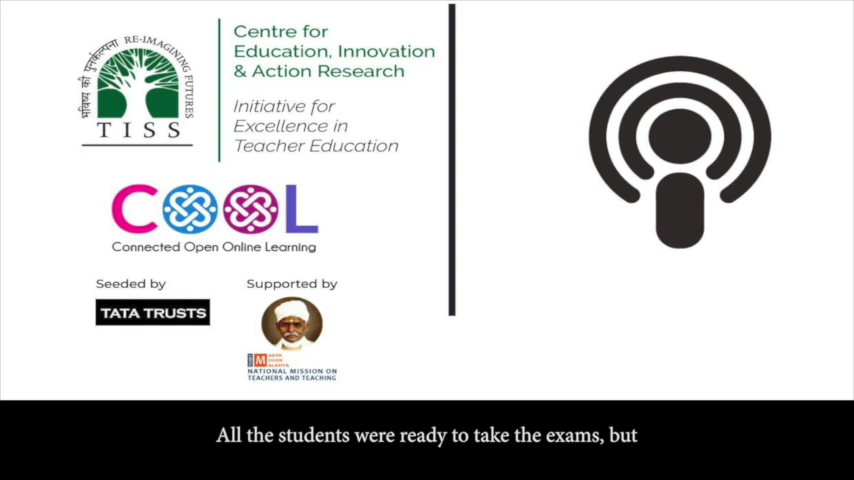 Centre for
Education, Innovation
& Action Research
Initiative for
Excellence in
Teacher Education
भविष्य की पुनर्कल्पना RE-IMAGINING FUTURES
TISS
COOL
Connected Open Online Learning
Seeded by
Supported by
TATA TRUSTS
NATIONAL MISSION ON
TEACHERS AND TEACHING
All the students were ready to take the exams, but